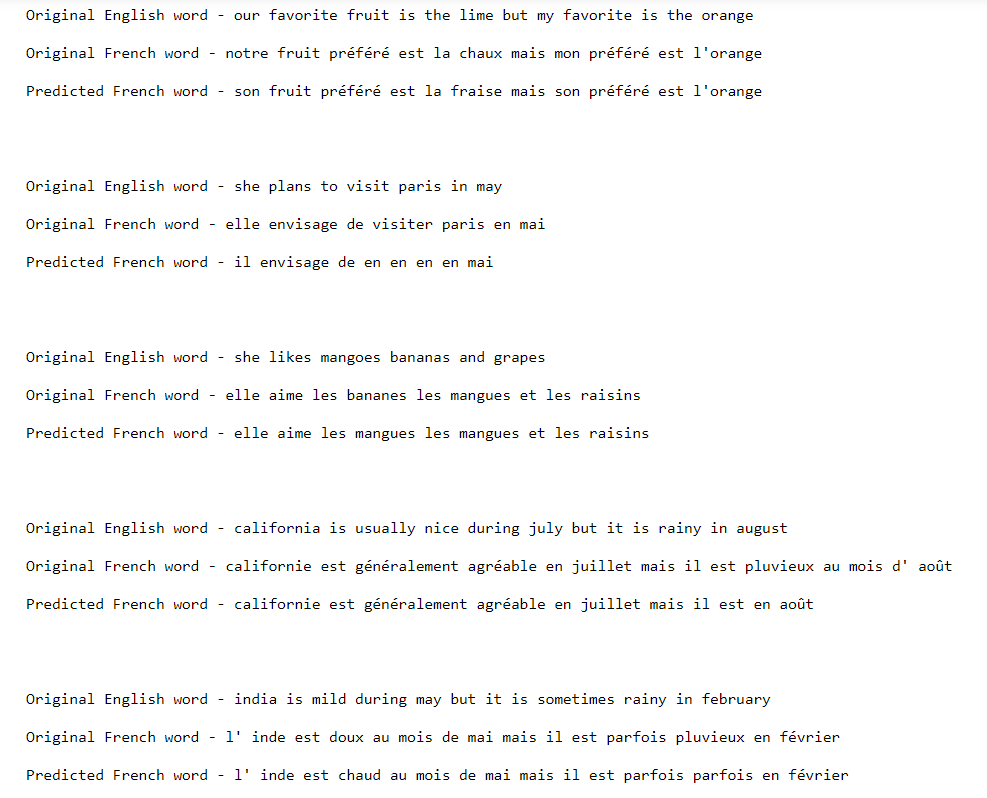 Original English word - our favorite fruit is the lime but my favorite is the orange
Original French word - notre fruit préféré est la chaux mais mon préféré est l'orange
Predicted French word - son fruit préféré est la fraise mais son préféré est l'orange
Original English word - she plans to visit paris in may
Original French word - elle envisage de visiter paris en mai
Predicted French word - il envisage de en en en en mai
Original English word - she likes mangoes bananas and grapes
Original French word - elle aime les bananes les mangues et les raisins
Predicted French word - elle aime les mangues les mangues et les raisins
Original English word - california is usually nice during july but it is rainy in august
Original French word - californie est généralement agréable en juillet mais il est pluvieux au mois d' août
Predicted French word - californie est généralement agréable en juillet mais il est en août
Original English word - india is mild during may but it is sometimes rainy in february
Original French word - l' inde est doux au mois de mai mais il est parfois pluvieux en février
Predicted French word - l' inde est chaud au mois de mai mais il est parfois parfois en février